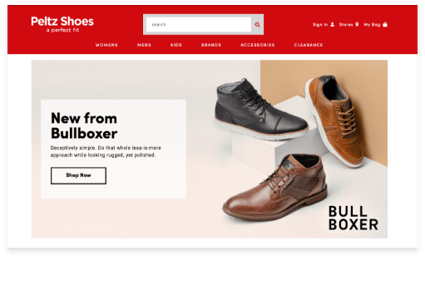 Peltz Shoes
a perfect fit
search
Sign In
Stores
My Bag
WOMENS
MENS
KIDS
BRANDS
ACCESSORIES
CLEARANCE
New from
Bullboxer
Deceptively simple. Do that whole less-is-more
approach while looking rugged, yet polished.
Shop Now
BULL
BOXER